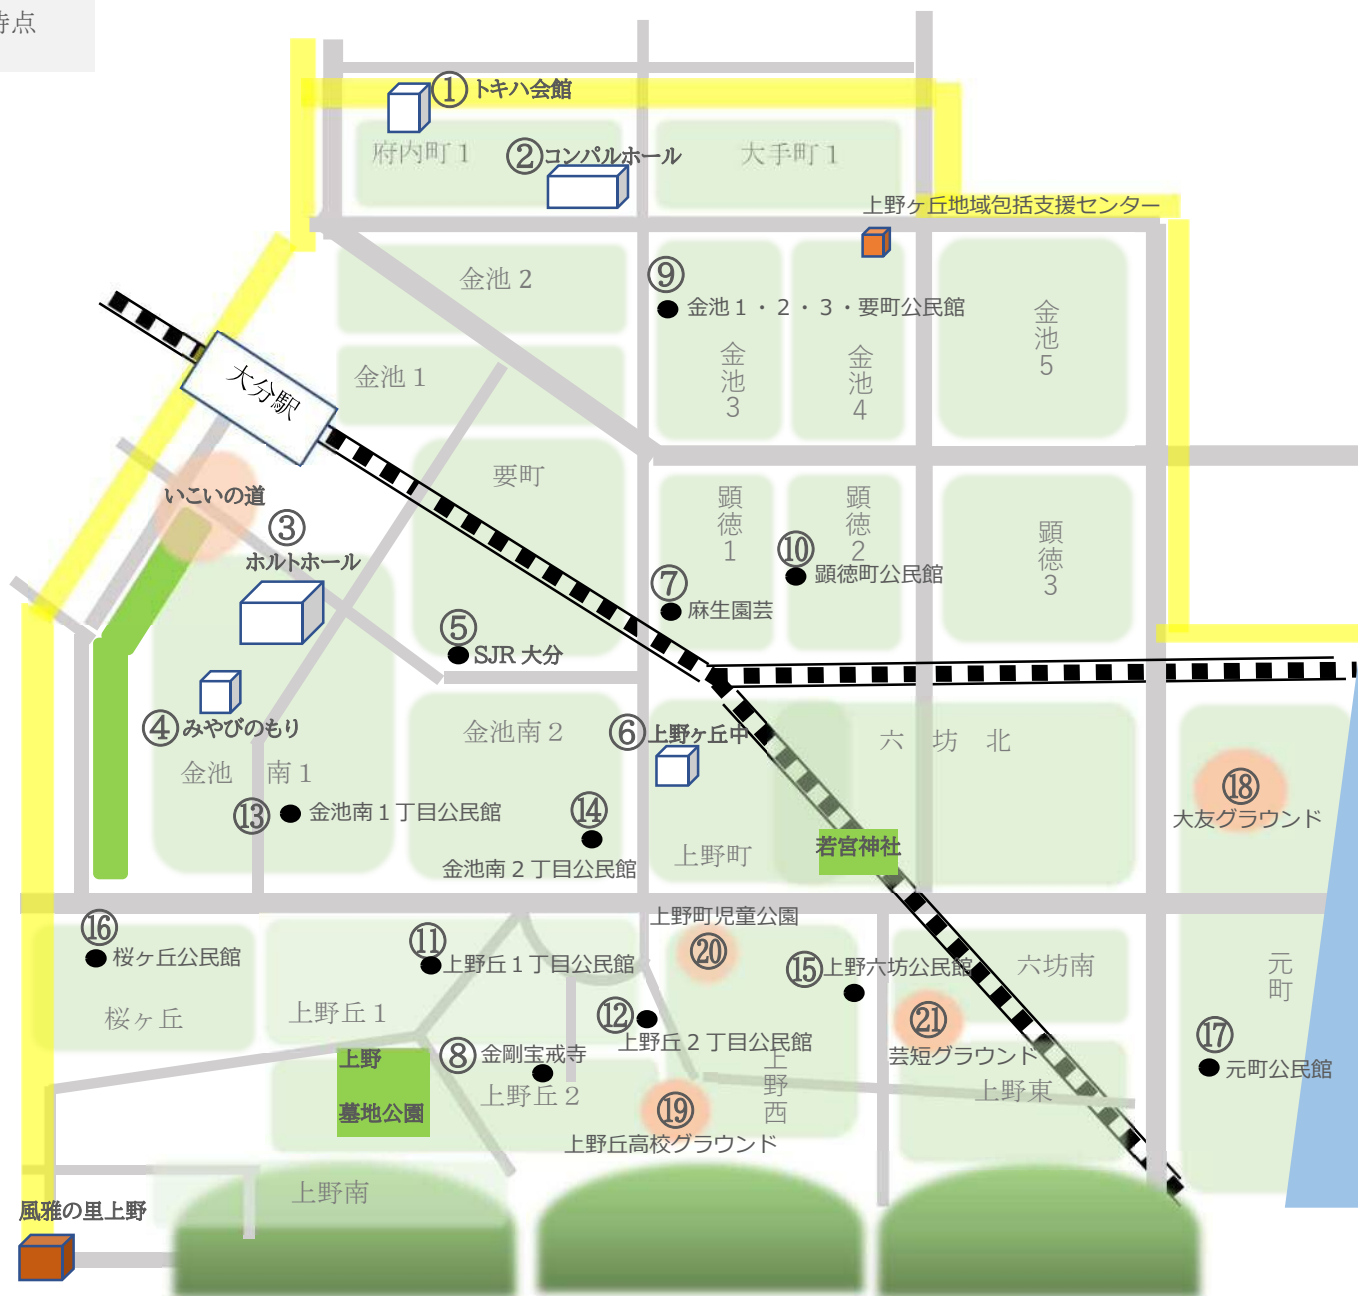 時点
① トキハ会館
府内町１
② コンパルホール
大手町１
上野ヶ丘地域包括支援センター
金池２
⑨
金池１・２・３・要町公民館
金池５
金池１
金池３
金池４
大分駅
要町
いこいの道
顕徳１
顕徳２
顕徳３
③
ホルトホール
⑩
顕徳町公民館
⑦
麻生園芸
⑤
SJR 大分
④ みやびのもり
金池南２
⑥ 上野ヶ丘中
六坊北
金池南１
⑱
大友グラウンド
⑬ 金池南１丁目公民館
⑭
金池南２丁目公民館
上野町
若宮神社
上野町児童公園
⑯
桜ヶ丘公民館
⑪
上野丘１丁目公民館
⑳
⑮ 上野六坊公民館
六坊南
元町
桜ヶ丘
上野丘１
⑫
上野丘２丁目公民館
㉑
芸短グラウンド
⑰
元町公民館
上野
墓地公園
⑧ 金剛宝戒寺
上野丘２
上野西
上野東
⑲
上野丘高校グラウンド
上野南
風雅の里上野